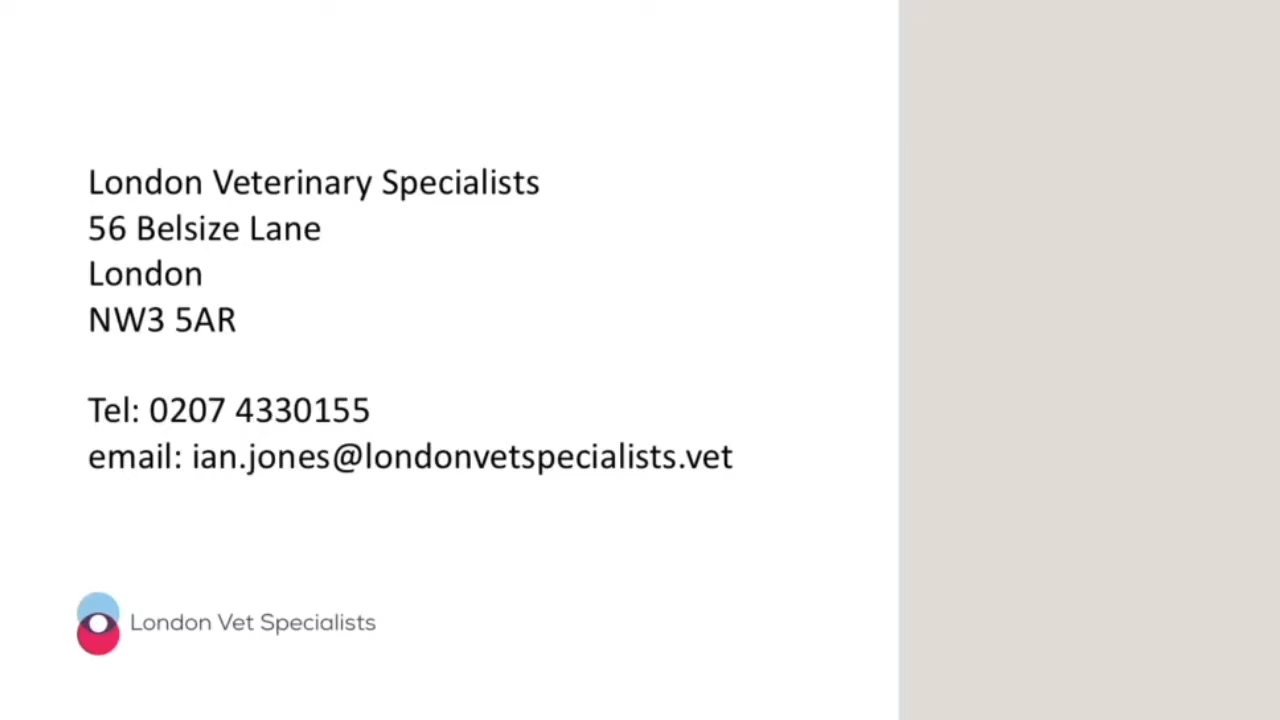 London Veterinary Specialists
56 Belsize Lane
London
NW3 5AR
Tel: 0207 4330155
email: ian.jones@londonvetspecialists.vet
London Vet Specialists